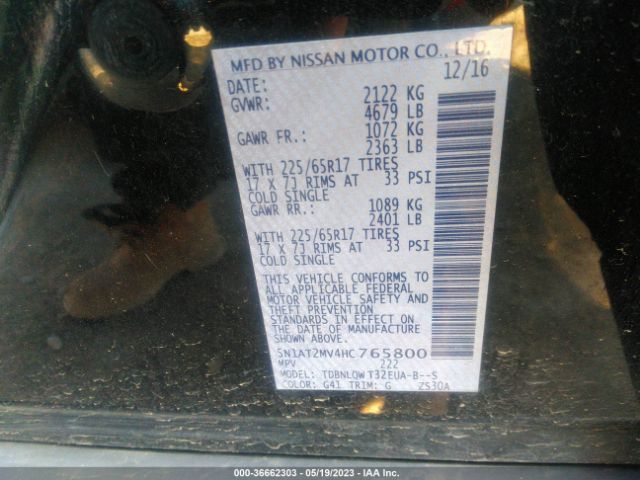 MFD BY NISSAN MOTOR CO., LTD.
DATE: 12/16
GVWR: 2122 KG
4679 LB
GAWR FR.: 1072 KG
2363 LB
WITH 225/65R17 TIRES
17 X 7J RIMS AT 33 PSI
COLD SINGLE
GAWR RR.: 1089 KG
2401 LB
WITH 225/65R17 TIRES
17 X 7J RIMS AT 33 PSI
COLD SINGLE
THIS VEHICLE CONFORMS TO
ALL APPLICABLE FEDERAL
MOTOR VEHICLE SAFETY AND
THEFT PREVENTION
STANDARDS IN EFFECT ON
THE DATE OF MANUFACTURE
SHOWN ABOVE.
5N1AT2MV4HC765800
MPV 222
MODEL: TDBNLQWT32EUA-B--S
COLOR: G41 TRIM: G ZS30A
000-36662303 - 05/19/2023 - IAA Inc.